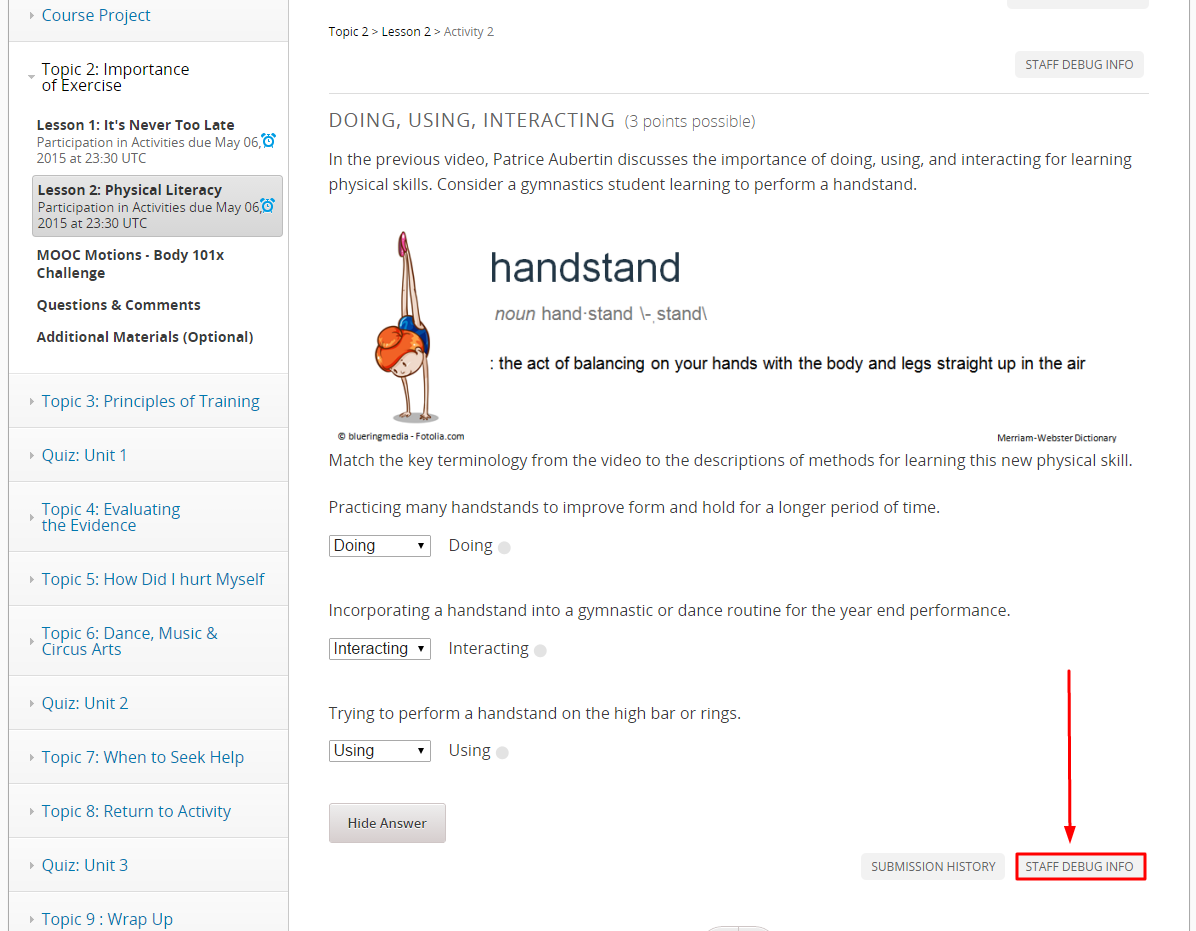 Course Project
Topic 2: Importance
of Exercise
Lesson 1: It's Never Too Late
Participation in Activities due May 06,
2015 at 23:30 UTC
Lesson 2: Physical Literacy
Participation in Activities due May 06,
2015 at 23:30 UTC
MOOC Motions - Body 101x
Challenge
Questions & Comments
Additional Materials (Optional)
Topic 3: Principles of Training
Quiz: Unit 1
Topic 4: Evaluating
the Evidence
Topic 5: How Did I hurt Myself
Topic 6: Dance, Music &
Circus Arts
Quiz: Unit 2
Topic 7: When to Seek Help
Topic 8: Return to Activity
Quiz: Unit 3
Topic 9 : Wrap Up
Topic 2 > Lesson 2 > Activity 2
STAFF DEBUG INFO
DOING, USING, INTERACTING (3 points possible)
In the previous video, Patrice Aubertin discusses the importance of doing, using, and interacting for learning
physical skills. Consider a gymnastics student learning to perform a handstand.
handstand
noun hand·stand \-ˌstand\
: the act of balancing on your hands with the body and legs straight up in the air
© blueringmedia - Fotolia.com
Merriam-Webster Dictionary
Match the key terminology from the video to the descriptions of methods for learning this new physical skill.
Practicing many handstands to improve form and hold for a longer period of time.
Doing Doing
Incorporating a handstand into a gymnastic or dance routine for the year end performance.
Interacting Interacting
Trying to perform a handstand on the high bar or rings.
Using Using
Hide Answer
SUBMISSION HISTORY STAFF DEBUG INFO